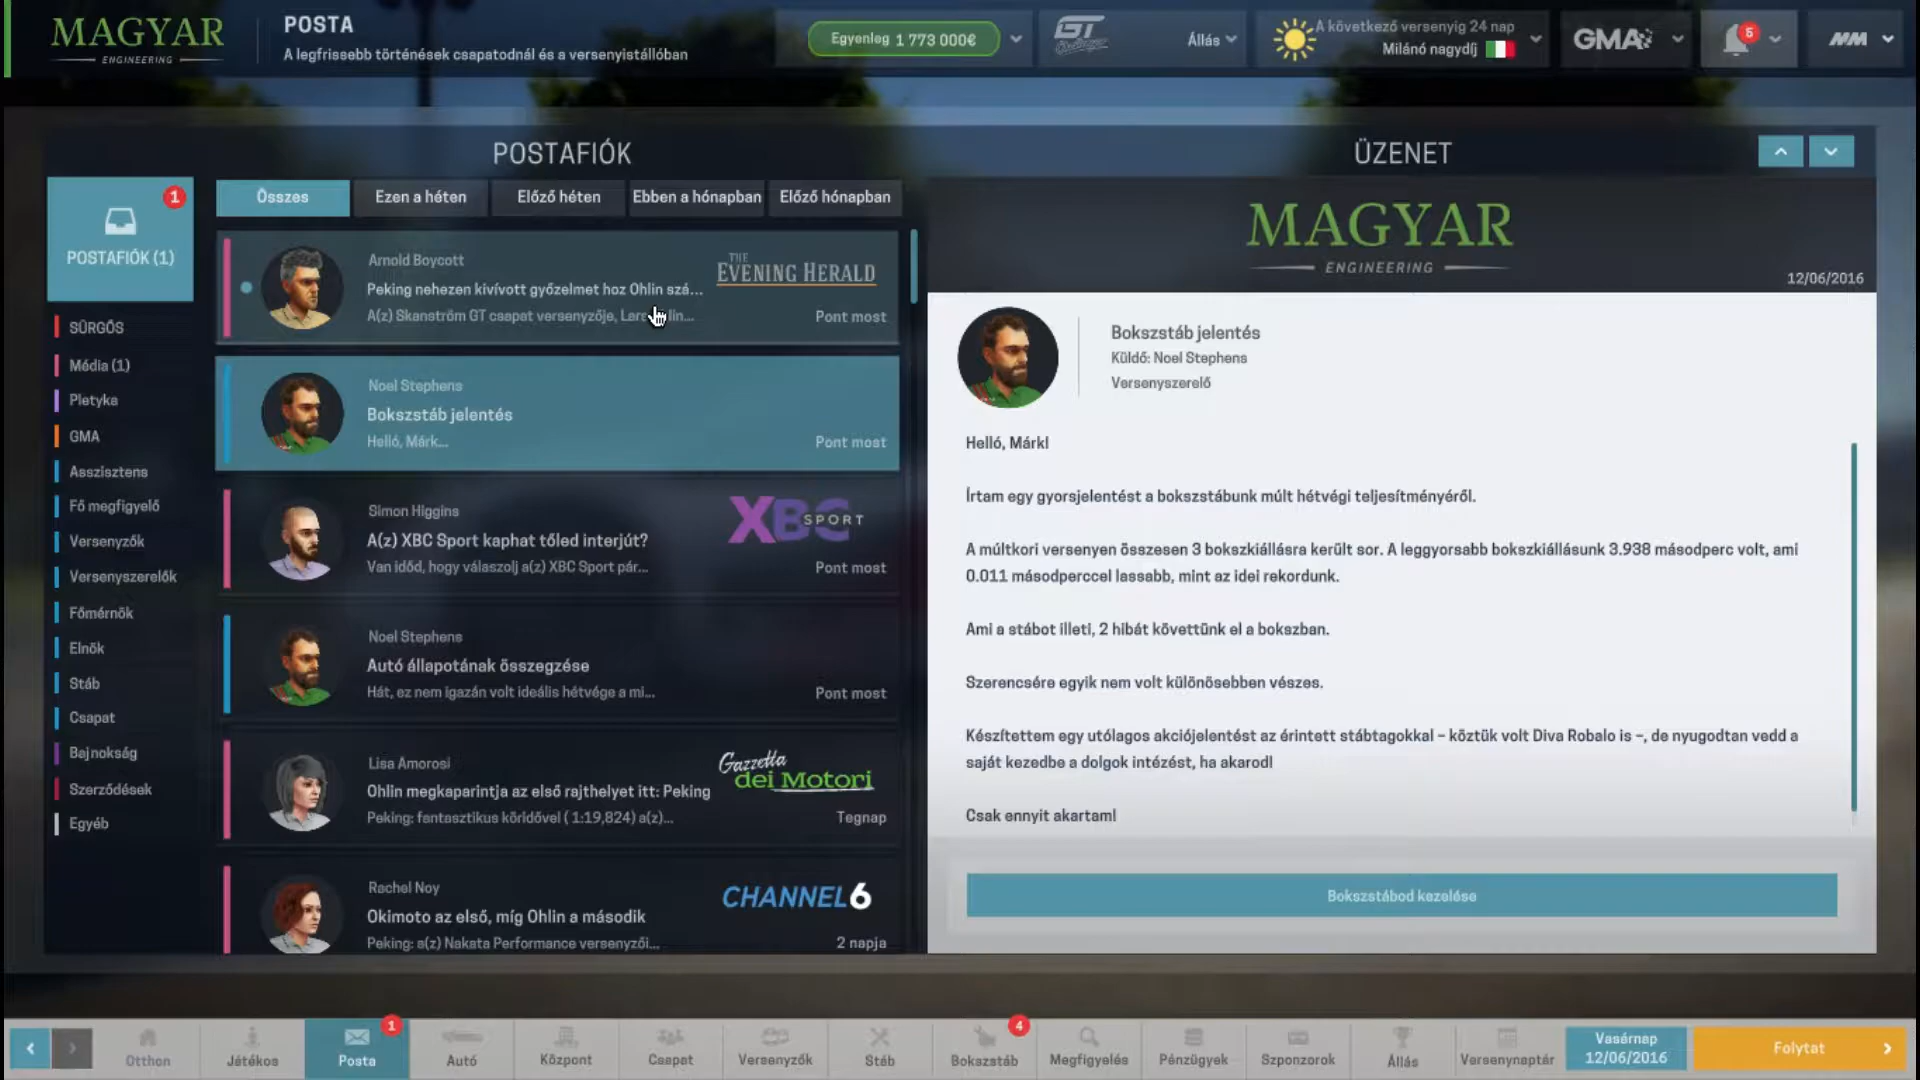 MAGYAR
ENGINEERING
POSTA
A legfrissebb történések csapatodnál és a versenyistállóban
Egyenleg 1 773 000€
GT
Állás
A következő versenyig 24 nap
Milánó nagydíj
GMA
5
POSTAFIÓK
1
POSTAFIÓK (1)
SÜRGŐS
Média (1)
Pletyka
GMA
Asszisztens
Fő megfigyelő
Versenyzők
Versenyszerelők
Főmérnök
Elnök
Stáb
Csapat
Bajnokság
Szerződések
Egyéb
Összes
Ezen a héten
Előző héten
Ebben a hónapban
Előző hónapban
Arnold Boycott
THE
EVENING HERALD
Peking nehezen kivívott győzelmet hoz Ohlin szá...
A(z) Skanström GT csapat versenyzője,
Pont most
Noel Stephens
Bokszstáb jelentés
Helló, Márk...
Pont most
Simon Higgins
XBC SPORT
A(z) XBC Sport kaphat tőled interjút?
Van időd, hogy válaszolj a(z) XBC Sport pár...
Pont most
Noel Stephens
Autó állapotának összegzése
Hát, ez nem igazán volt ideális hétvége a mi...
Pont most
Lisa Amorosi
Gazzetta
dei Motori
Ohlin megkaparintja az első rajthelyet itt: Peking
Peking: fantasztikus köridővel ( 1:19,824) a(z)...
Tegnap
Rachel Noy
CHANNEL6
Okimoto az első, míg Ohlin a második
Peking: a(z) Nakata Performance versenyzői...
2 napja
ÜZENET
MAGYAR
ENGINEERING
12/06/2016
Bokszstáb jelentés
Küldő: Noel Stephens
Versenyszerelő
Helló, Márk!
Írtam egy gyorsjelentést a bokszstábunk múlt hétvégi teljesítményéről.
A múltkori versenyen összesen 3 bokszkiállásra került sor. A leggyorsabb bokszkiállásunk 3.938 másodperc volt, ami
0.011 másodperccel lassabb, mint az idei rekordunk.
Ami a stábot illeti, 2 hibát követtünk el a bokszban.
Szerencsére egyik nem volt különösebben vészes.
Készítettem egy utólagos akciójelentést az érintett stábtagokkal – köztük volt Diva Robalo is –, de nyugodtan vedd a
saját kezedbe a dolgok intézést, ha akarod!
Csak ennyit akartam!
Bokszstábod kezelése
Otthon
Játékos
1
Posta
Autó
Központ
Csapat
Versenyzők
Stáb
4
Bokszstáb
Megfigyelés
Pénzügyek
Szponzorok
Állás
Versenynaptár
Vasárnap
12/06/2016
Folytat